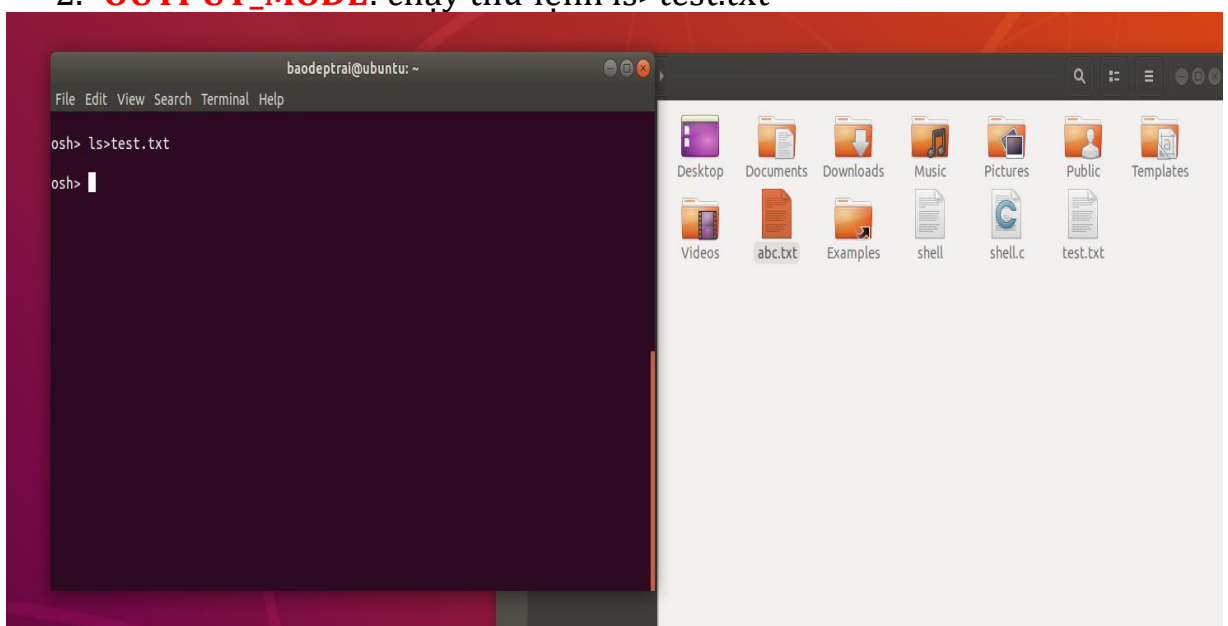 2. OUTPUT_MODE: chạy thử lệnh ls>test.txt
baodeptrai@ubuntu: ~
File Edit View Search Terminal Help
osh> ls>test.txt
osh>
Desktop Documents Downloads Music Pictures Public Templates
Videos abc.txt Examples shell shell.c test.txt